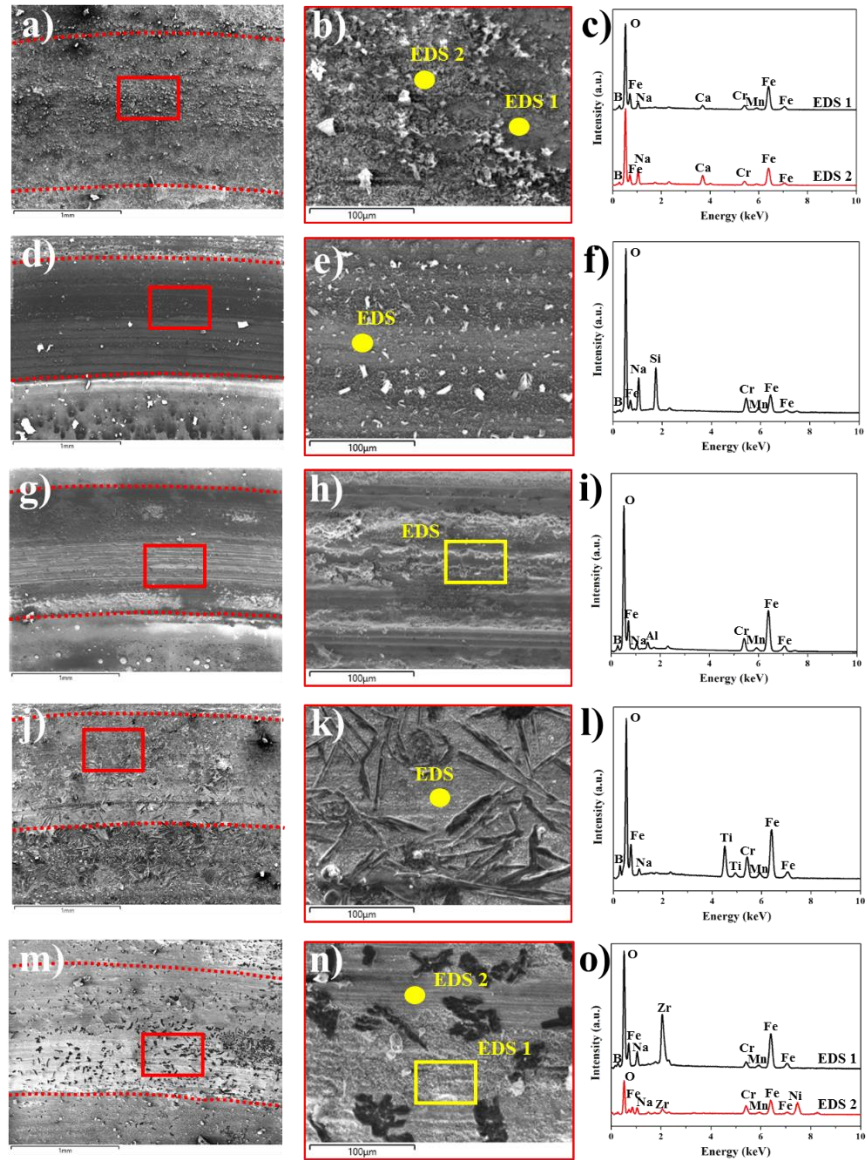 a)
1mm
b)
EDS 2
EDS 1
100μm
c)
O
Fe
B
Na
Ca
Cr
Mn
Fe
Fe
EDS 1
B
Fe
Na
Ca
Cr
Fe
Fe
EDS 2
Intensity (a.u.)
0 2 4 6 8 10
Energy (keV)
d)
1mm
e)
EDS
100μm
f)
O
B
Fe
Na
Si
Cr
Mn
Fe
Fe
Intensity (a.u.)
0 2 4 6 8 10
Energy (keV)
g)
1mm
h)
EDS
100μm
i)
O
Fe
B
Na
Al
Cr
Mn
Fe
Fe
Intensity (a.u.)
0 2 4 6 8 10
Energy (keV)
j)
1mm
k)
EDS
100μm
l)
O
Fe
B
Na
Ti
Ti
Cr
Mn
Fe
Fe
Intensity (a.u.)
0 2 4 6 8 10
Energy (keV)
m)
1mm
n)
EDS 2
EDS 1
100μm
o)
O
Fe
B
Na
Zr
Cr
Mn
Fe
Fe
EDS 1
O
Fe
Na
Zr
Cr
Mn
Fe
Fe
Ni
EDS 2
Intensity (a.u.)
0 2 4 6 8 10
Energy (keV)